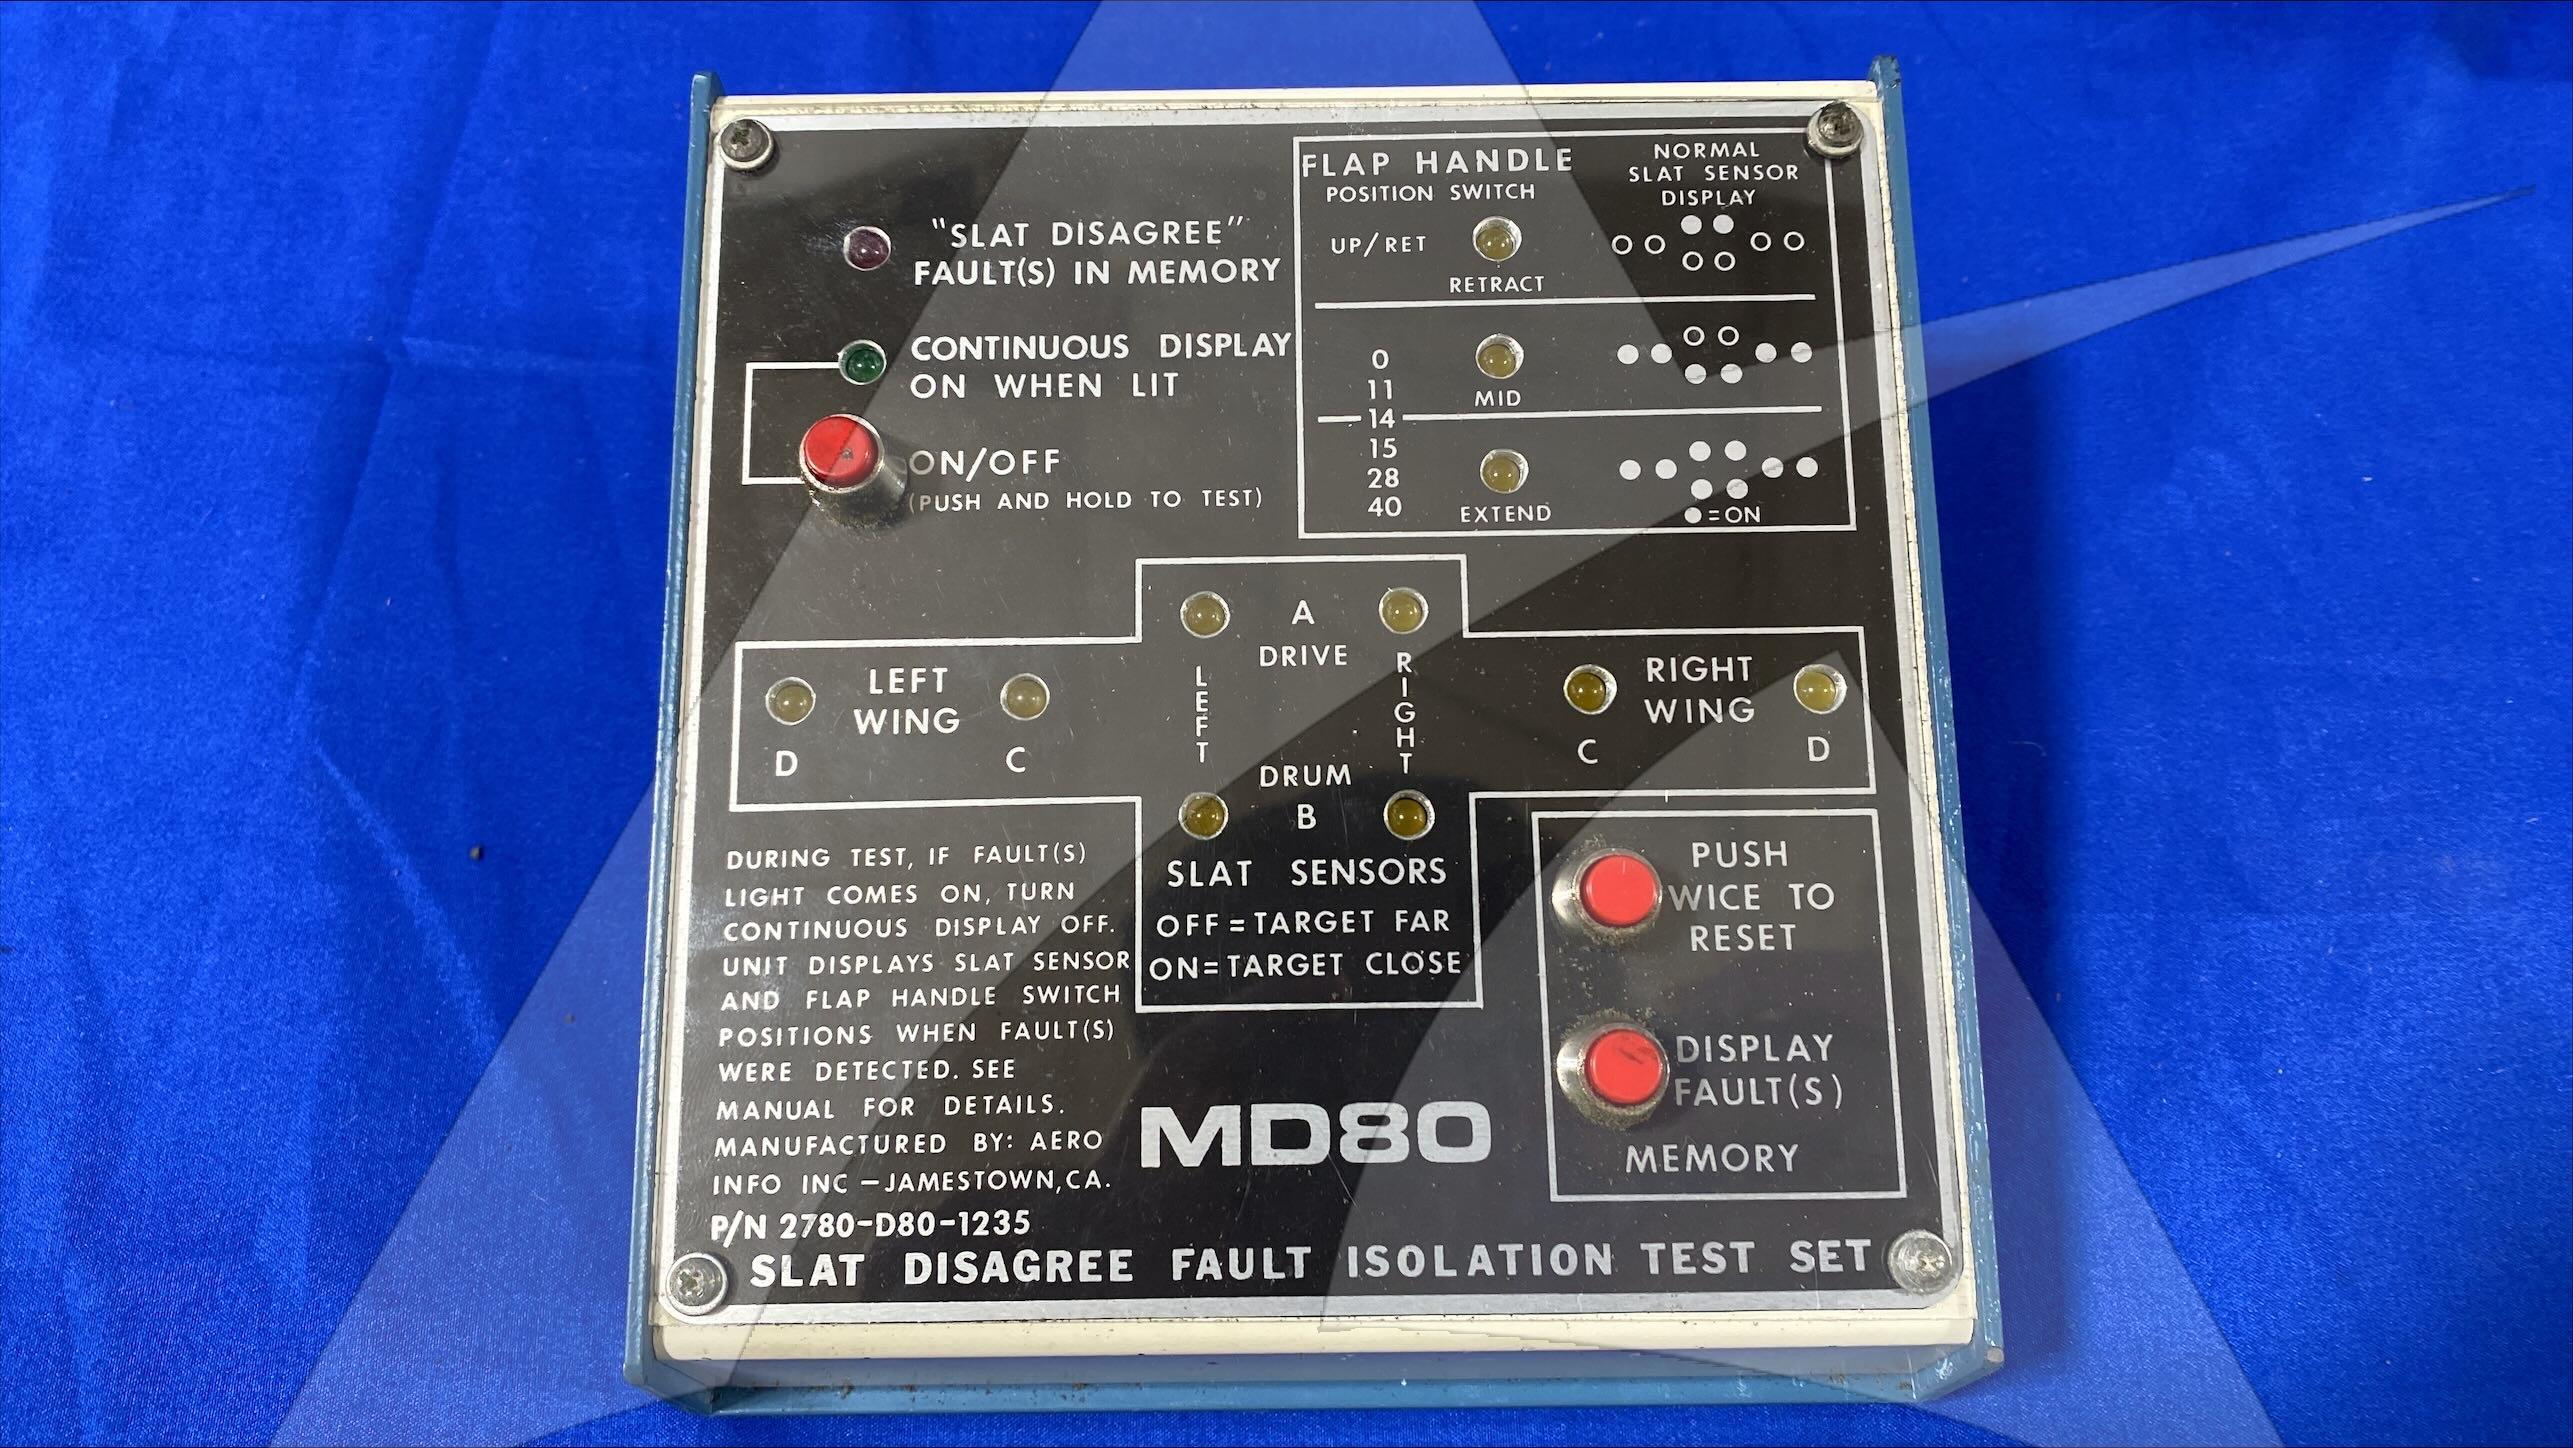 "SLAT DISAGREE"
FAULT(S) IN MEMORY
CONTINUOUS DISPLAY
ON WHEN LIT
ON/OFF
(PUSH AND HOLD TO TEST)
FLAP HANDLE
POSITION SWITCH
NORMAL
SLAT SENSOR
DISPLAY
UP/RET
RETRACT
0
11
MID
14
15
28
40
EXTEND
=ON
A
DRIVE
LEFT
RIGHT
DRUM
B
LEFT
WING
D
C
RIGHT
WING
C
D
SLAT SENSORS
OFF=TARGET FAR
ON=TARGET CLOSE
DURING TEST, IF FAULT(S)
LIGHT COMES ON, TURN
CONTINUOUS DISPLAY OFF.
UNIT DISPLAYS SLAT SENSOR
AND FLAP HANDLE SWITCH
POSITIONS WHEN FAULT(S)
WERE DETECTED. SEE
MANUAL FOR DETAILS.
MANUFACTURED BY: AERO
INFO INC -JAMESTOWN, CA.
P/N 2780-D80-1235
PUSH
WICE TO
RESET
DISPLAY
FAULT(S)
MEMORY
MD80
SLAT DISAGREE FAULT ISOLATION TEST SET